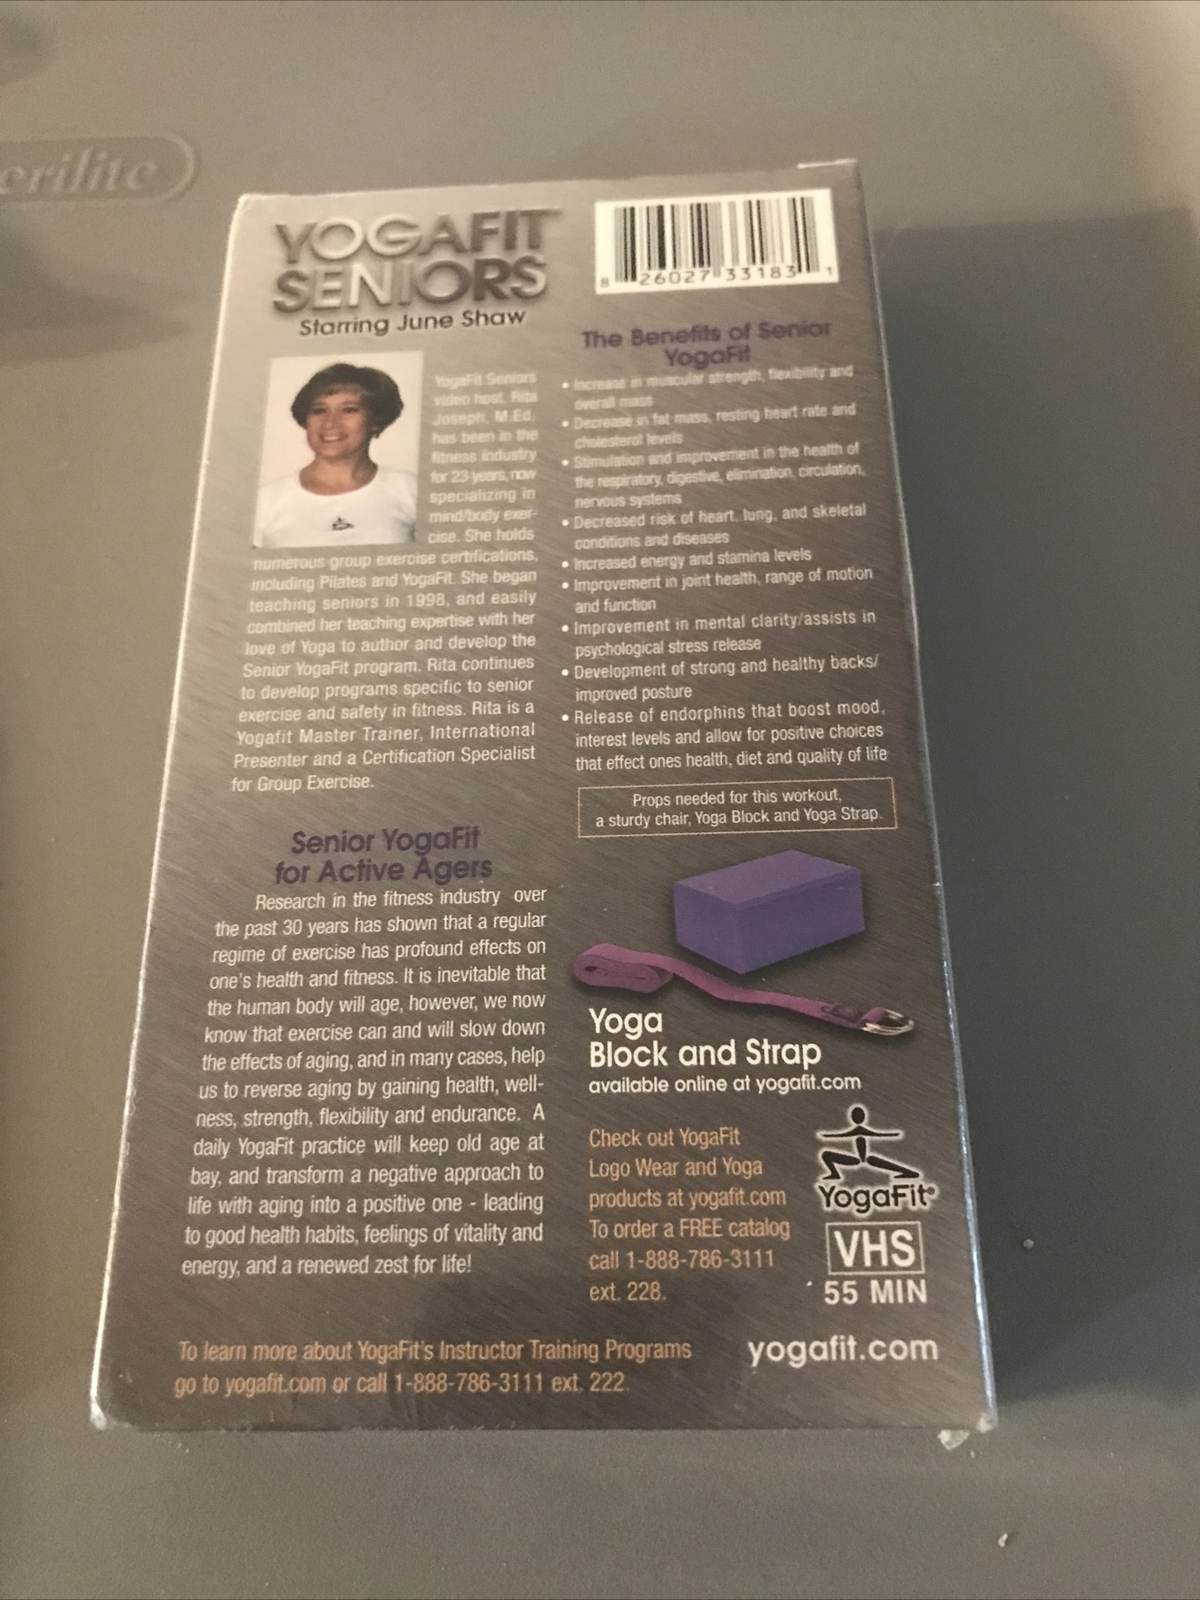 erilite
YOGAFIT
SENIORS
Starring June Shaw
YogaFit Seniors
video host, Rita
Joseph, M.Ed.
has been in the
fitness industry
for 23 years, now
specializing in
mind/body exer-
cise. She holds
numerous group exercise certifications,
including Pilates and YogaFit. She began
teaching seniors in 1998, and easily
combined her teaching expertise with her
love of Yoga to author and develop the
Senior YogaFit program. Rita continues
to develop programs specific to senior
exercise and safety in fitness. Rita is a
Yogafit Master Trainer, International
Presenter and a Certification Specialist
for Group Exercise.
Senior YogaFit
for Active Agers
Research in the fitness industry over
the past 30 years has shown that a regular
regime of exercise has profound effects on
one's health and fitness. It is inevitable that
the human body will age, however, we now
know that exercise can and will slow down
the effects of aging, and in many cases, help
us to reverse aging by gaining health, well-
ness, strength, flexibility and endurance. A
daily YogaFit practice will keep old age at
bay, and transform a negative approach to
life with aging into a positive one - leading
to good health habits, feelings of vitality and
energy, and a renewed zest for life!
8 26027 33183 1
The Benefits of Senior
YogaFit
• Increase in muscular strength, flexibility and
overall mass
• Decrease in fat mass, resting heart rate and
cholesterol levels
• Stimulation and improvement in the health of
the respiratory, digestive, elimination, circulation,
nervous systems
• Decreased risk of heart, lung, and skeletal
conditions and diseases
• Increased energy and stamina levels
• Improvement in joint health, range of motion
and function
• Improvement in mental clarity/assists in
psychological stress release
• Development of strong and healthy backs/
improved posture
• Release of endorphins that boost mood,
interest levels and allow for positive choices
that effect ones health, diet and quality of life
Props needed for this workout,
a sturdy chair, Yoga Block and Yoga Strap.
Yoga
Block and Strap
available online at yogafit.com
Check out YogaFit
Logo Wear and Yoga
products at yogafit.com
To order a FREE catalog
call 1-888-786-3111
ext. 228.
YogaFit®
VHS
55 MIN
To learn more about YogaFit's Instructor Training Programs
go to yogafit.com or call 1-888-786-3111 ext. 222.
yogafit.com